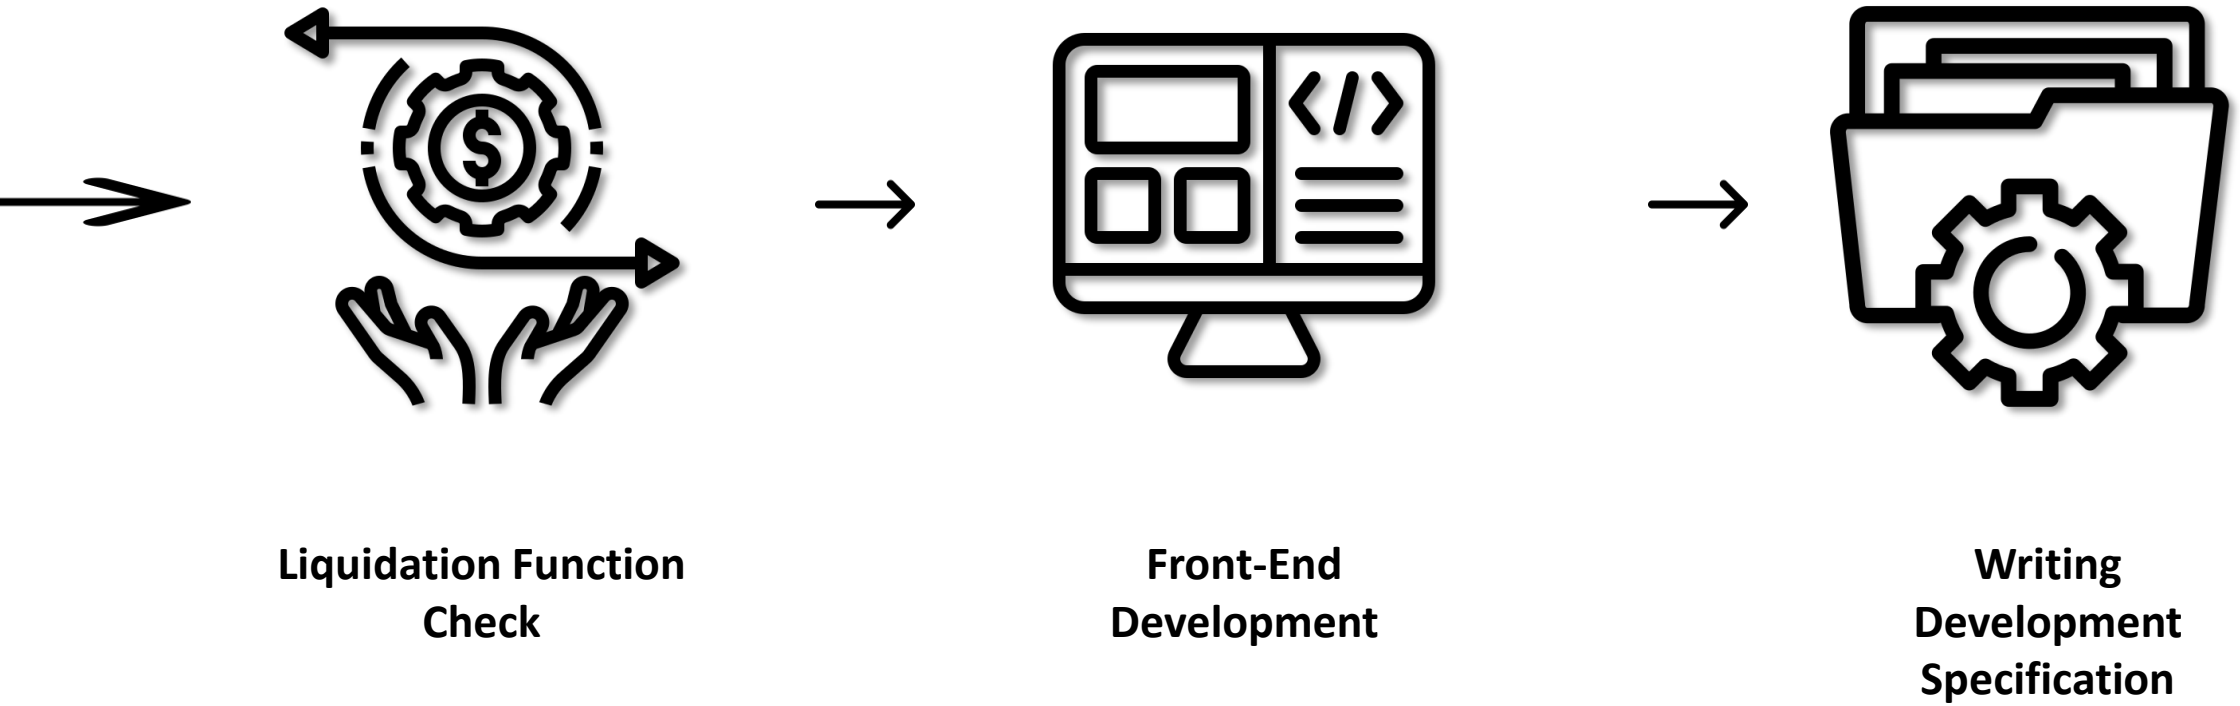 Liquidation Function
Check
Front-End
Development
Writing
Development
Specification